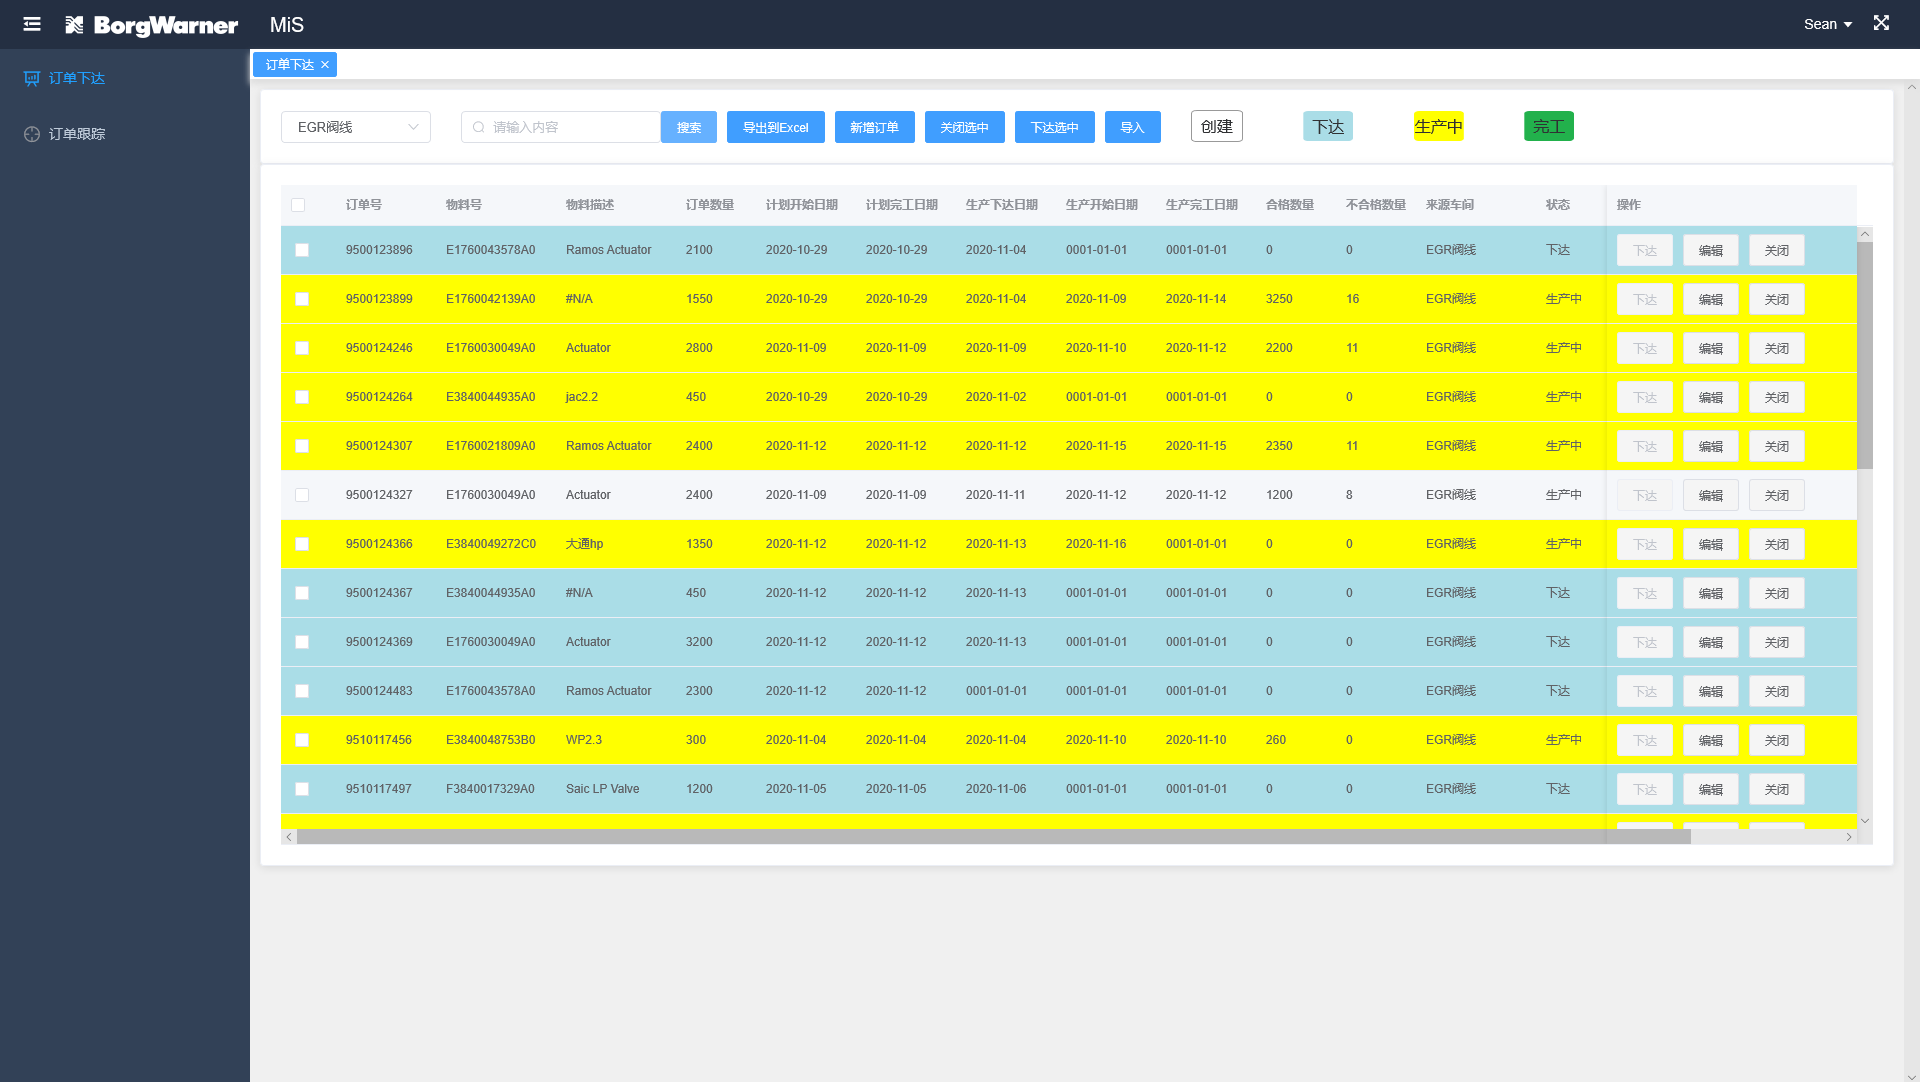 BorgWarner MiS Sean
订单下达
订单跟踪
订单下达
EGR阀线 请输入内容 搜索 导出到Excel 新增订单 关闭选中 下达选中 导入 创建 下达 生产中 完工
订单号 物料号 物料描述 订单数量 计划开始日期 计划完工日期 生产下达日期 生产开始日期 生产完工日期 合格数量 不合格数量 来源车间 状态 操作
9500123896 E1760043578A0 Ramos Actuator 2100 2020-10-29 2020-10-29 2020-11-04 0001-01-01 0001-01-01 0 0 EGR阀线 下达 下达 编辑 关闭
9500123899 E1760042139A0 #N/A 1550 2020-10-29 2020-10-29 2020-11-04 2020-11-09 2020-11-14 3250 16 EGR阀线 生产中 下达 编辑 关闭
9500124246 E1760030049A0 Actuator 2800 2020-11-09 2020-11-09 2020-11-09 2020-11-10 2020-11-12 2200 11 EGR阀线 生产中 下达 编辑 关闭
9500124264 E3840044935A0 jac2.2 450 2020-10-29 2020-10-29 2020-11-02 0001-01-01 0001-01-01 0 0 EGR阀线 生产中 下达 编辑 关闭
9500124307 E1760021809A0 Ramos Actuator 2400 2020-11-12 2020-11-12 2020-11-12 2020-11-15 2020-11-15 2350 11 EGR阀线 生产中 下达 编辑 关闭
9500124327 E1760030049A0 Actuator 2400 2020-11-09 2020-11-09 2020-11-11 2020-11-12 2020-11-12 1200 8 EGR阀线 生产中 下达 编辑 关闭
9500124366 E3840049272C0 大通hp 1350 2020-11-12 2020-11-12 2020-11-13 2020-11-16 0001-01-01 0 0 EGR阀线 生产中 下达 编辑 关闭
9500124367 E3840044935A0 #N/A 450 2020-11-12 2020-11-12 2020-11-13 0001-01-01 0001-01-01 0 0 EGR阀线 下达 下达 编辑 关闭
9500124369 E1760030049A0 Actuator 3200 2020-11-12 2020-11-12 2020-11-13 0001-01-01 0001-01-01 0 0 EGR阀线 下达 下达 编辑 关闭
9500124483 E1760043578A0 Ramos Actuator 2300 2020-11-12 2020-11-12 0001-01-01 0001-01-01 0001-01-01 0 0 EGR阀线 下达 下达 编辑 关闭
9510117456 E3840048753B0 WP2.3 300 2020-11-04 2020-11-04 2020-11-04 2020-11-10 2020-11-10 260 0 EGR阀线 生产中 下达 编辑 关闭
9510117497 F3840017329A0 Saic LP Valve 1200 2020-11-05 2020-11-05 2020-11-06 0001-01-01 0001-01-01 0 0 EGR阀线 下达 下达 编辑 关闭